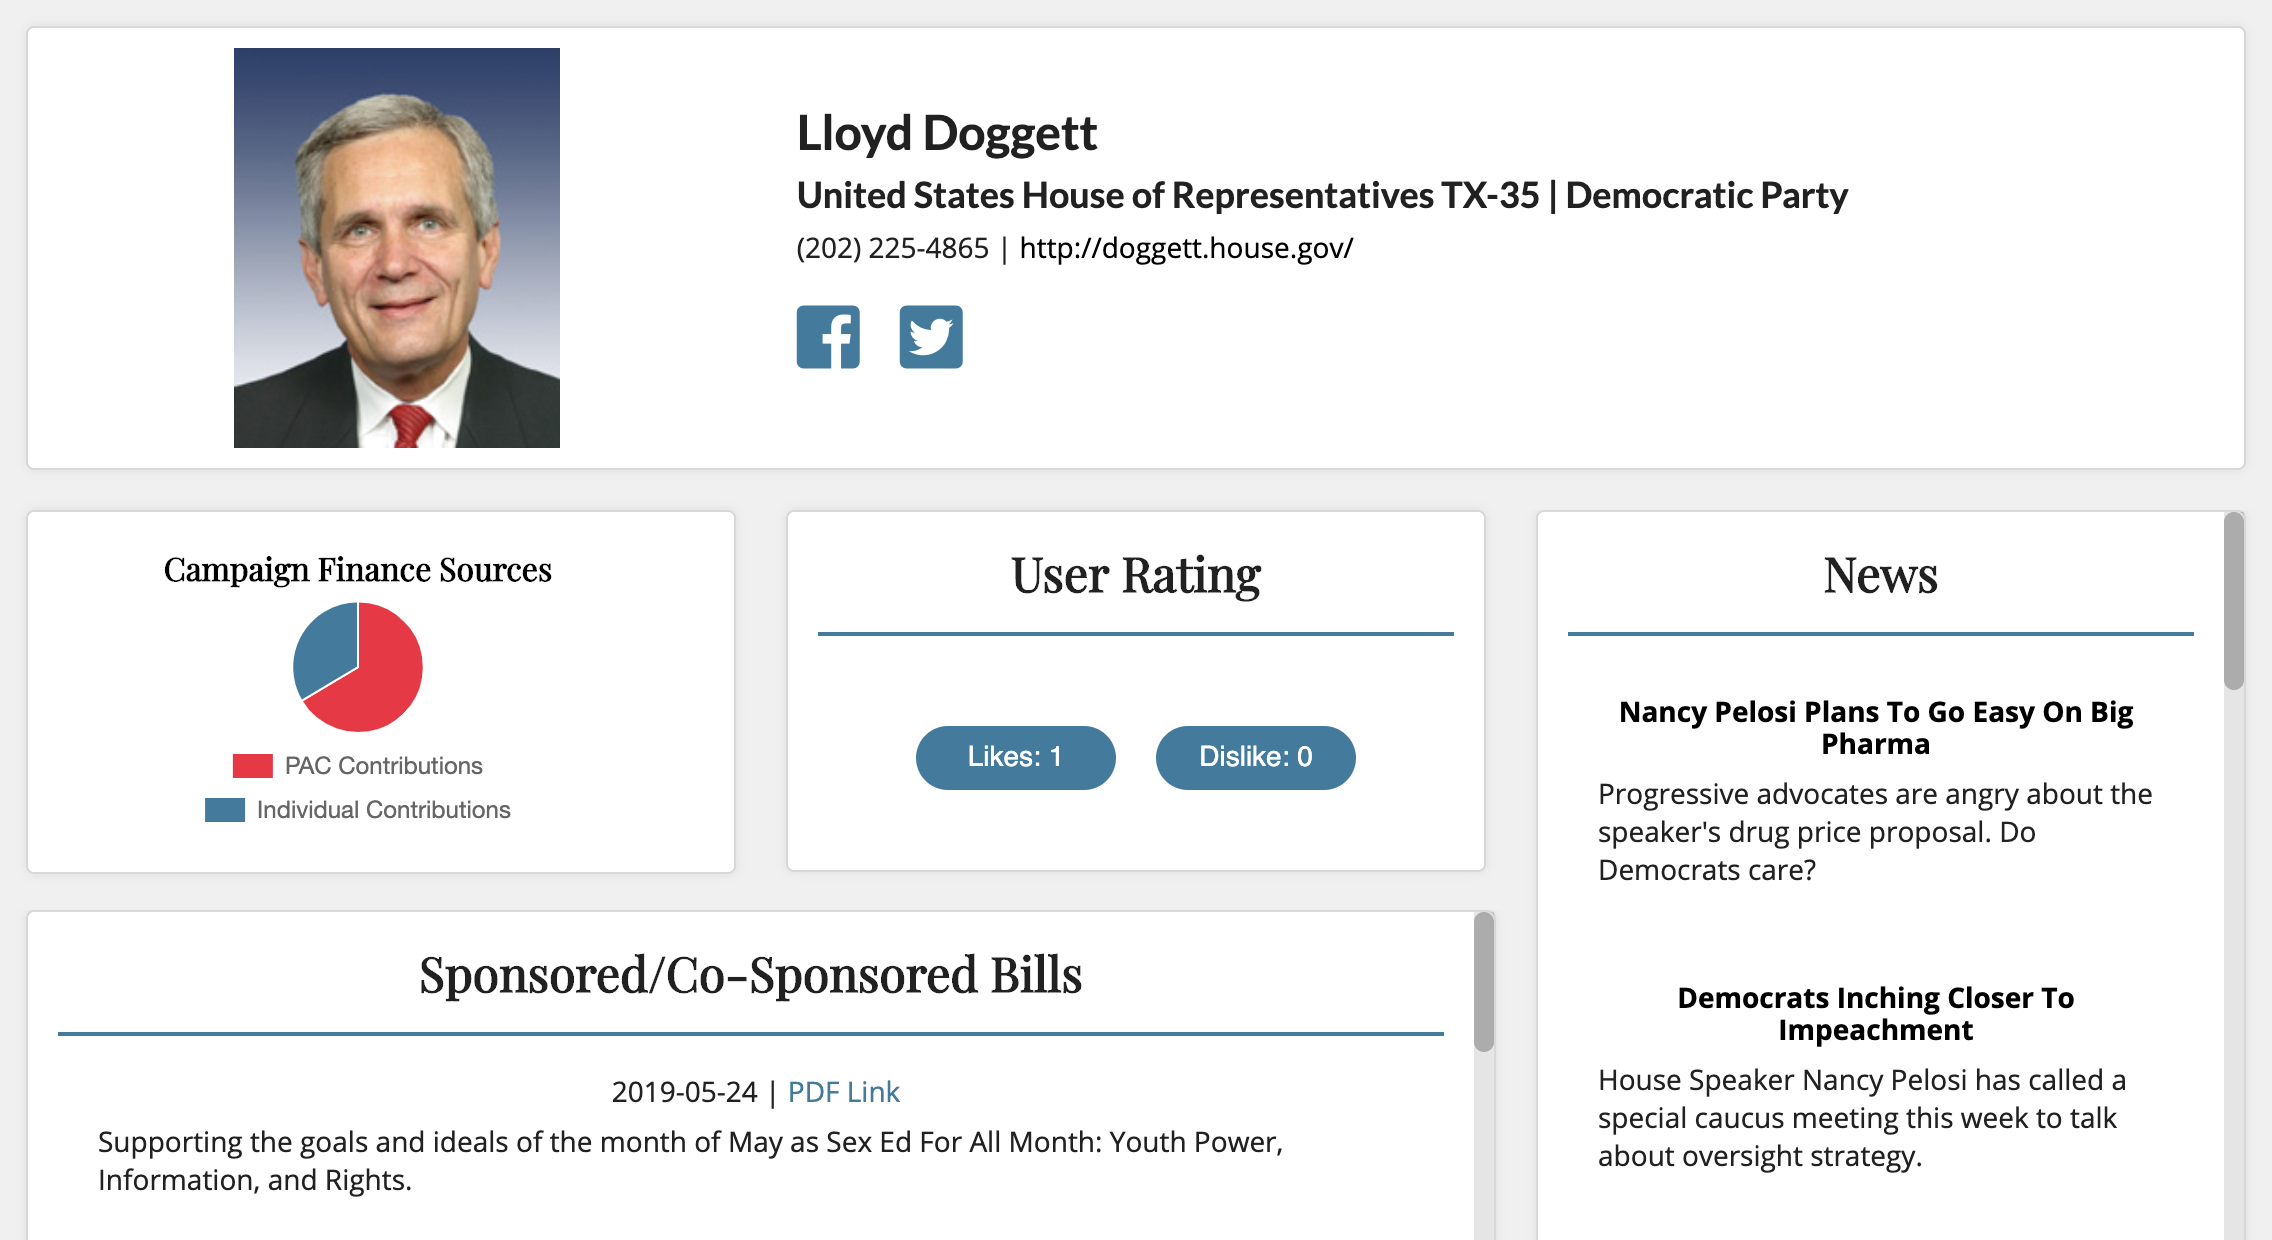 Lloyd Doggett
United States House of Representatives TX-35 | Democratic Party
(202) 225-4865 | http://doggett.house.gov/
Campaign Finance Sources
PAC Contributions
Individual Contributions
User Rating
Likes: 1
Dislike: 0
Sponsored/Co-Sponsored Bills
2019-05-24 | PDF Link
Supporting the goals and ideals of the month of May as Sex Ed For All Month: Youth Power,
Information, and Rights.
News
Nancy Pelosi Plans To Go Easy On Big
Pharma
Progressive advocates are angry about the
speaker's drug price proposal. Do
Democrats care?
Democrats Inching Closer To
Impeachment
House Speaker Nancy Pelosi has called a
special caucus meeting this week to talk
about oversight strategy.